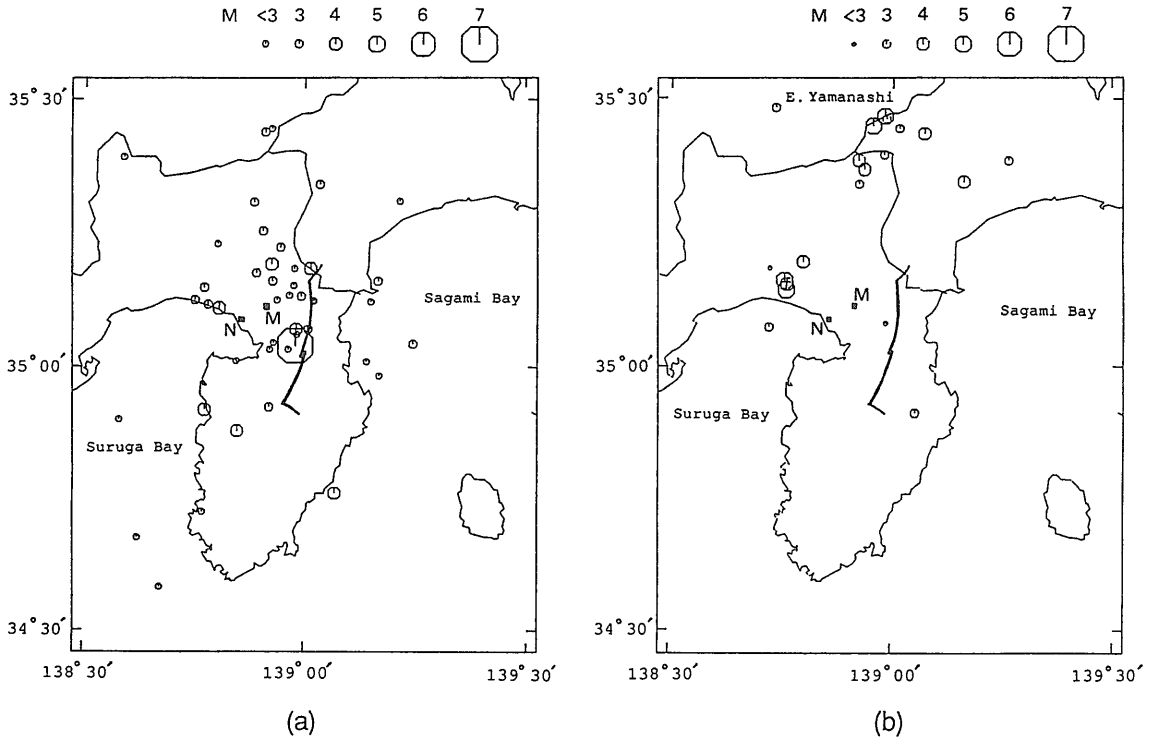 M <3 3 4 5 6 7
M <3 3 4 5 6 7
35°30′
35°00′
34°30′
138°30′
139°00′
139°30′
Sagami Bay
Suruga Bay
N
M
(a)
35°30′
35°00′
34°30′
138°30′
139°00′
139°30′
E.Yamanashi
Sagami Bay
Suruga Bay
M
N
(b)